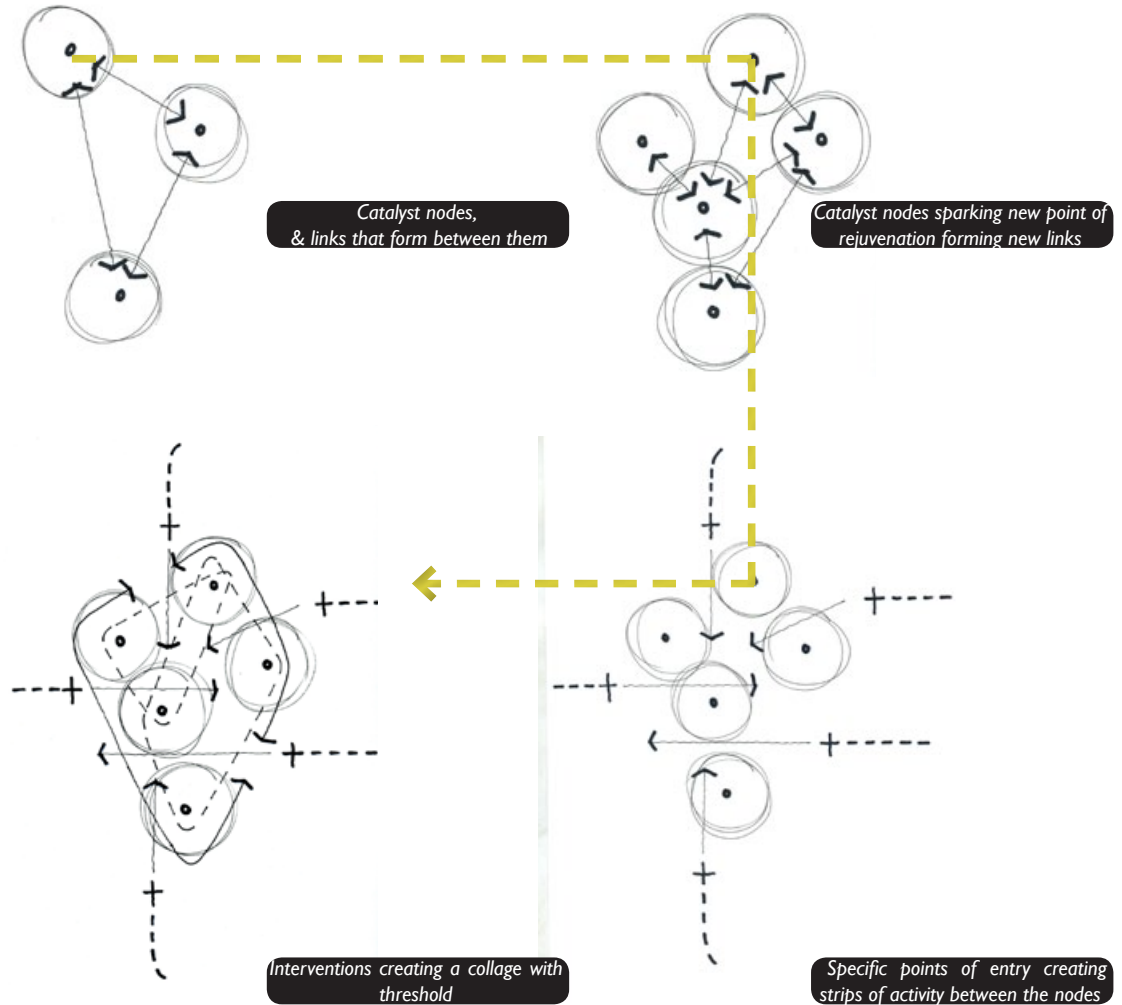 Catalyst nodes,
& links that form between them
Catalyst nodes sparking new point of
rejuvenation forming new links
Interventions creating a collage with
threshold
Specific points of entry creating
strips of activity between the nodes